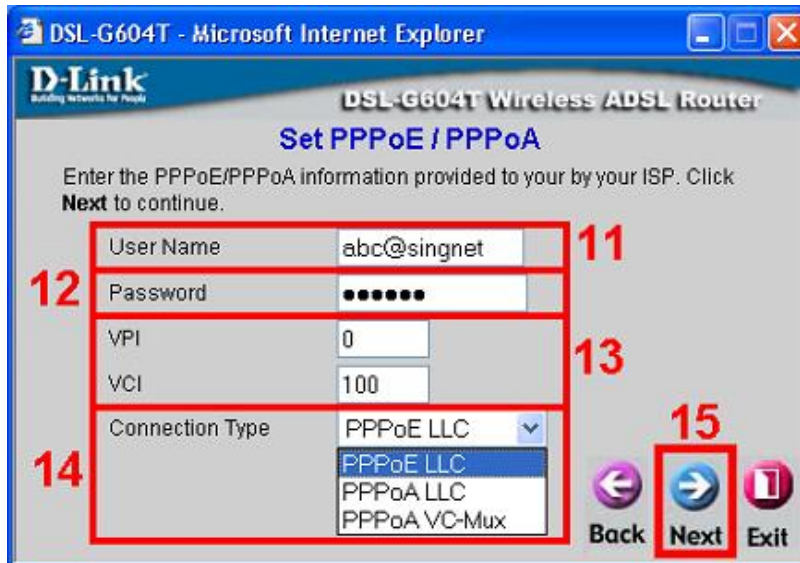 DSL-G604T - Microsoft Internet Explorer
D-Link
Building Networks for People
DSL-G604T Wireless ADSL Router
Set PPPoE / PPPoA
Enter the PPPoE/PPPoA information provided to your by your ISP. Click
Next to continue.
User Name abc@singnet 11
12 Password ●●●●●●
VPI 0
13
VCI 100
Connection Type PPPoE LLC
15
14 PPPoE LLC
PPPoA LLC
PPPoA VC-Mux
Back Next Exit